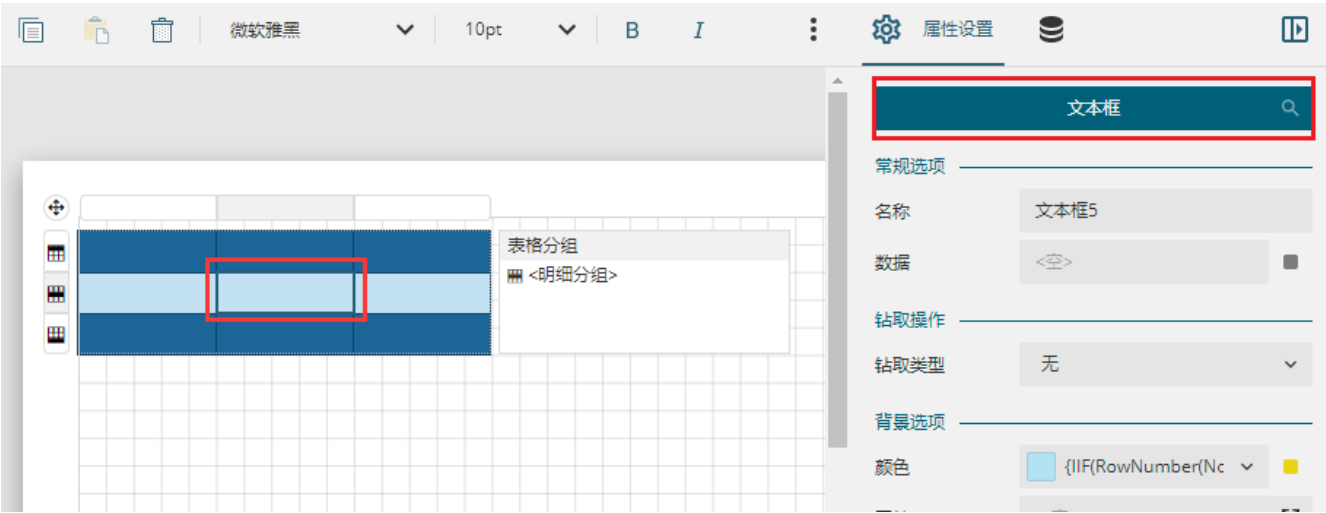 微软雅黑 10pt B I 属性设置
文本框
常规选项
名称 文本框5
数据 <空>
钻取操作
钻取类型 无
背景选项
颜色 {IIF(RowNumber(Nc
表格分组
<明细分组>